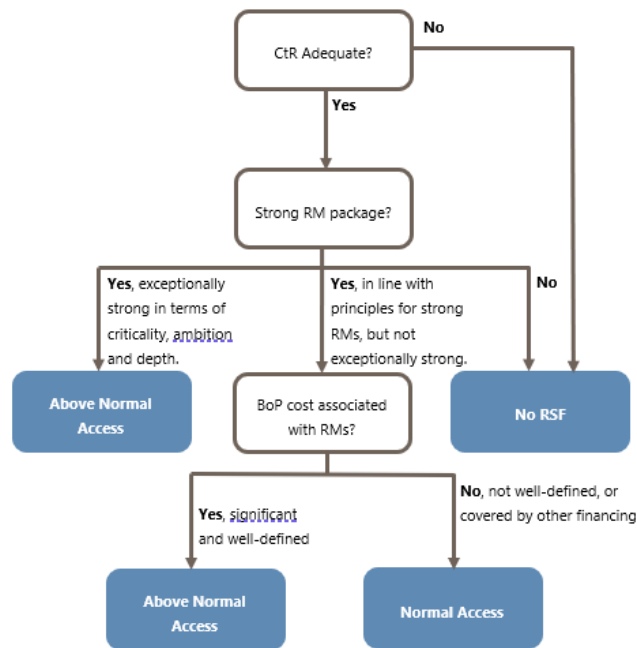 No
CtR Adequate?
Yes
Strong RM package?
Yes, exceptionally
strong in terms of
criticality, ambition
and depth.
Yes, in line with
principles for strong
RMs, but not
exceptionally strong.
No
Above Normal
Access
BoP cost associated
with RMs?
No RSF
Yes, significant
and well-defined
No, not well-defined, or
covered by other financing
Above Normal
Access
Normal Access